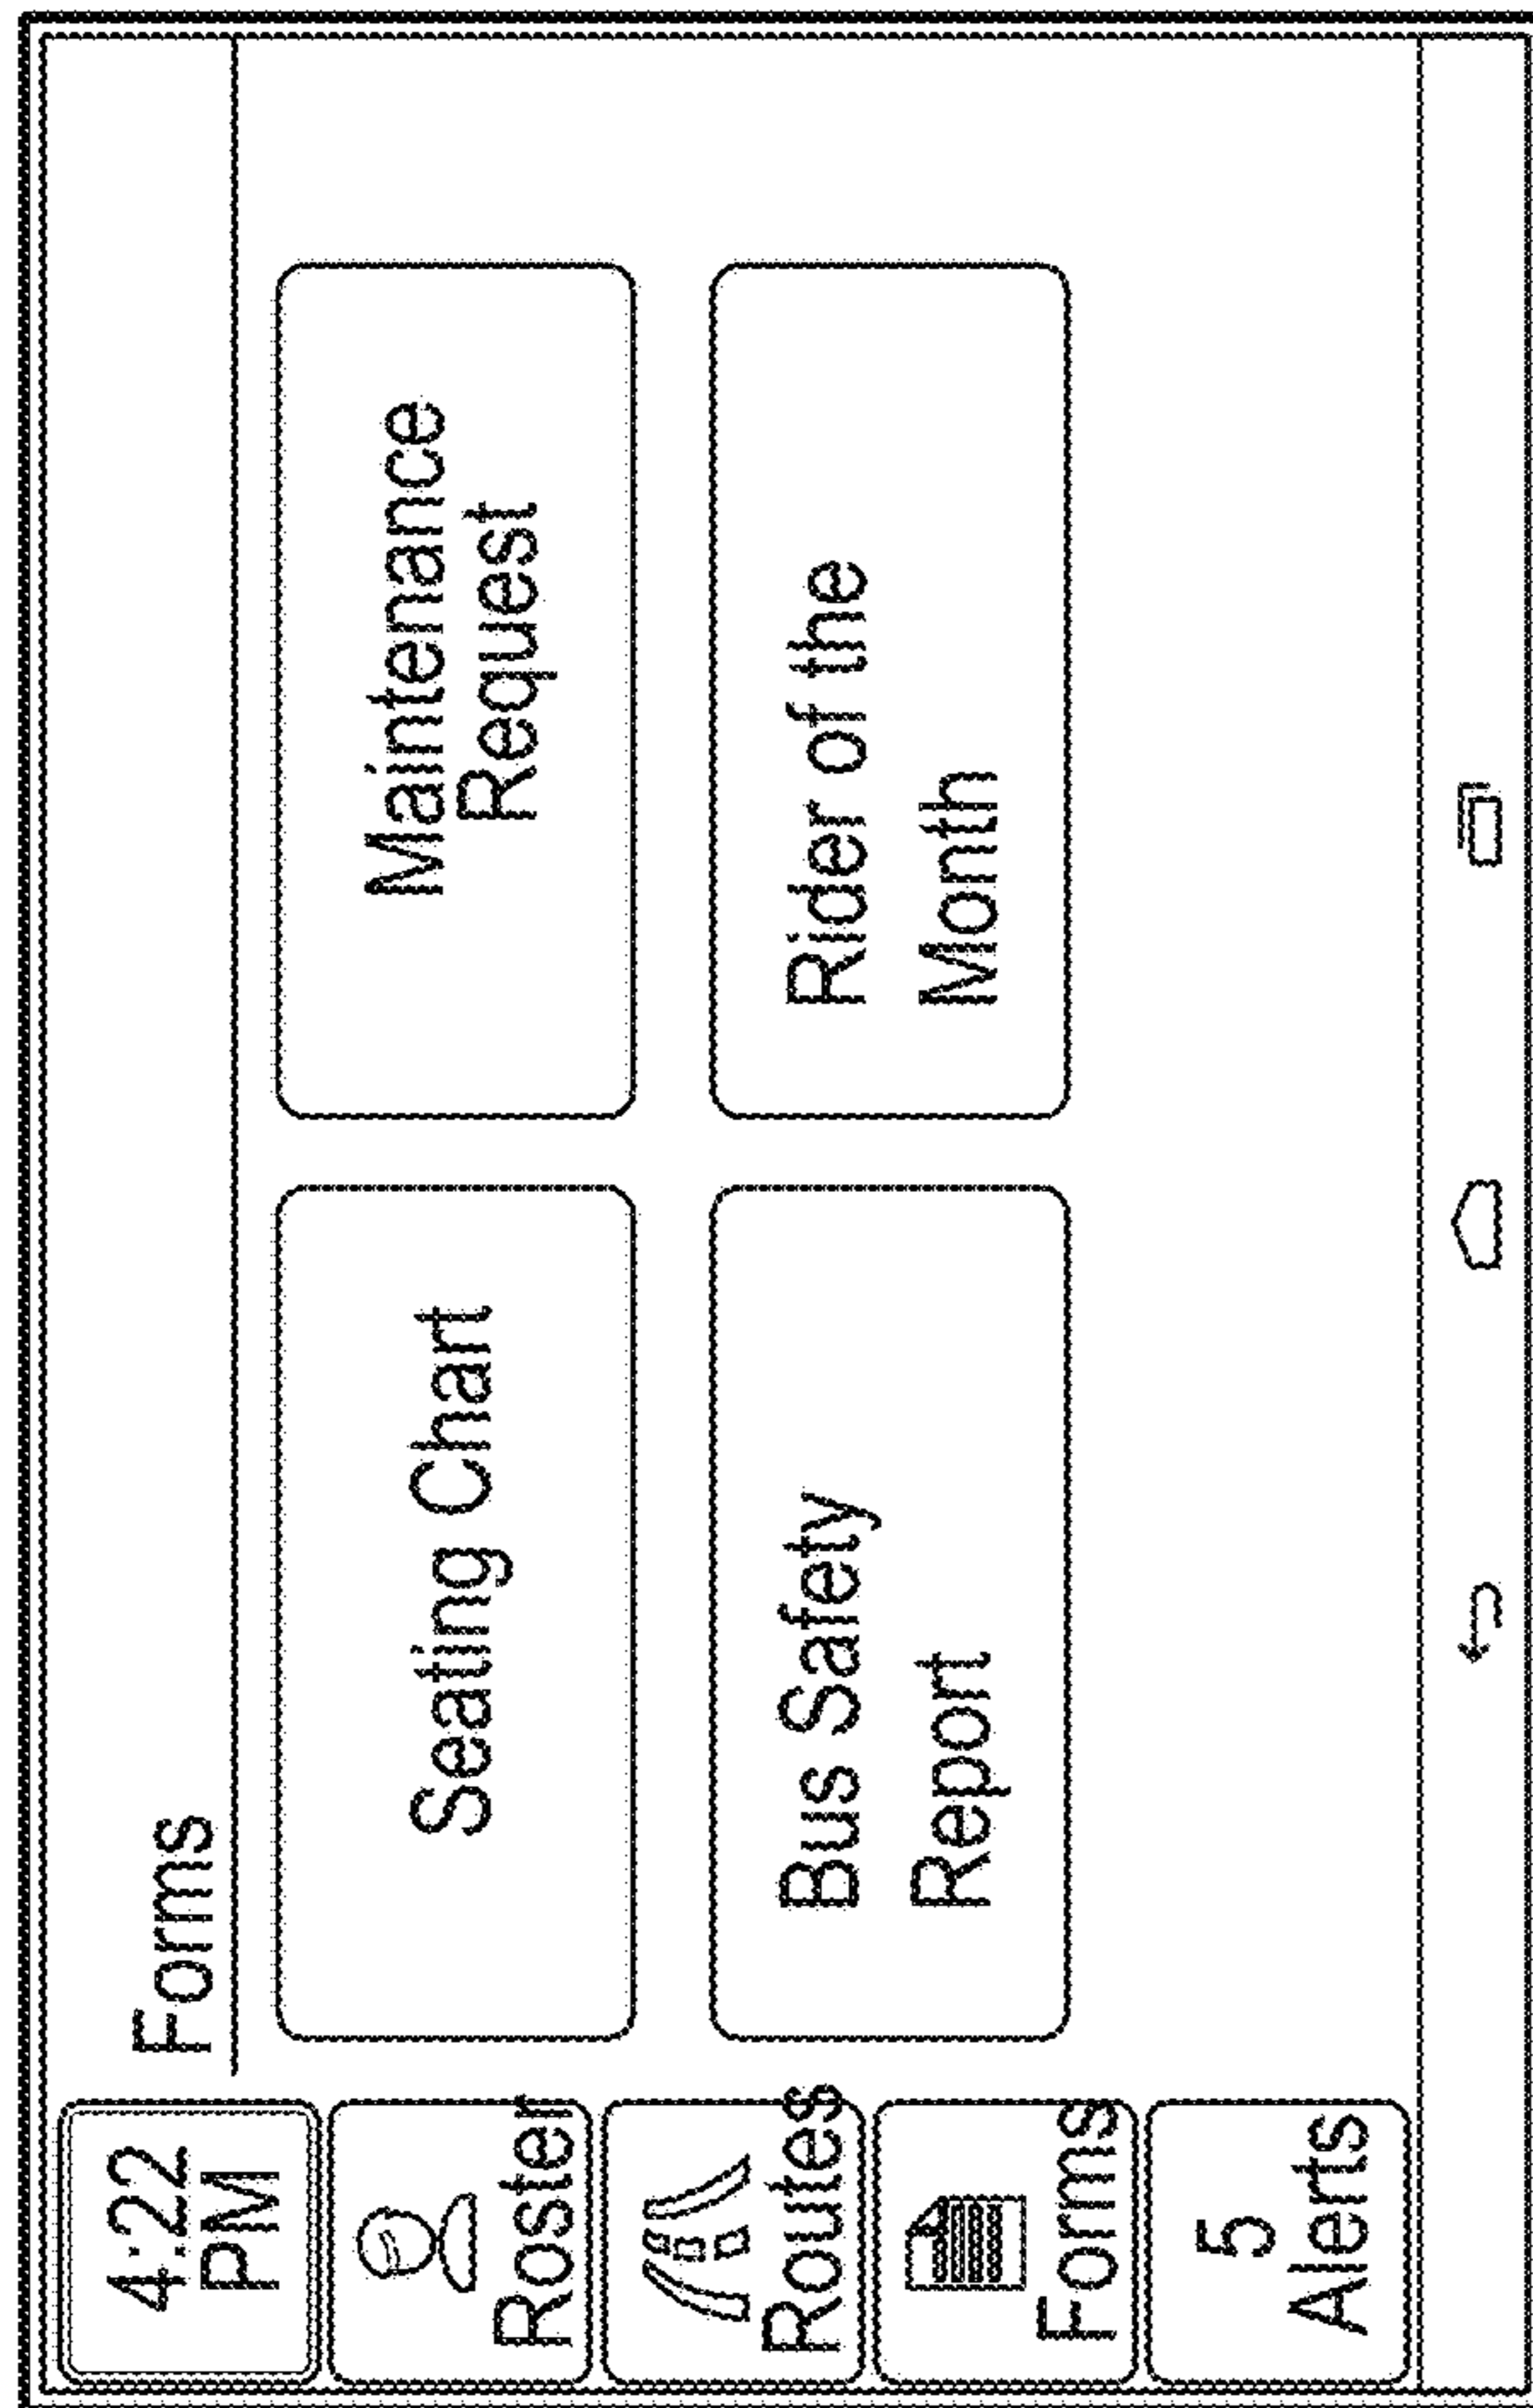 4:22
PM
Roster
Routes
Forms
5
Alerts
Forms
Seating Chart
Maintenance
Request
Bus Safety
Report
Rider of the
Month